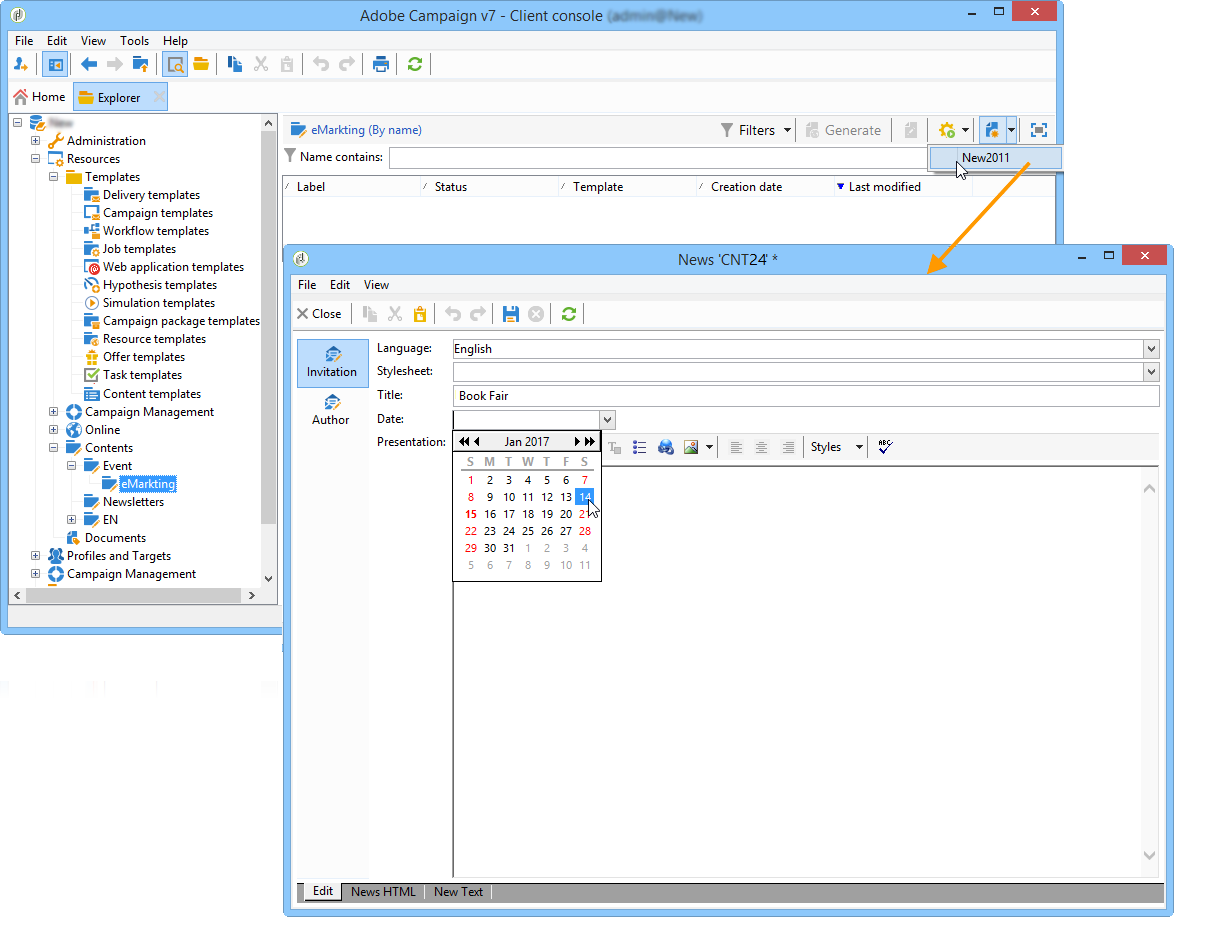 Adobe Campaign v7 - Client console
File Edit View Tools Help
Home Explorer
Administration
Resources
Templates
Delivery templates
Campaign templates
Workflow templates
Job templates
Web application templates
Hypothesis templates
Simulation templates
Campaign package templates
Resource templates
Offer templates
Task templates
Content templates
Campaign Management
Online
Contents
Event
eMarkting
Newsletters
EN
Documents
Profiles and Targets
Campaign Management
eMarkting (By name) Filters Generate
Name contains:
New2011
Label Status Template Creation date Last modified
News 'CNT24' *
File Edit View
Close
Invitation
Author
Language: English
Stylesheet:
Title: Book Fair
Date:
Presentation: Styles ABC
Jan 2017
S M T W T F S
1 2 3 4 5 6 7
8 9 10 11 12 13 14
15 16 17 18 19 20 21
22 23 24 25 26 27 28
29 30 31 1 2 3 4
5 6 7 8 9 10 11
Edit News HTML New Text